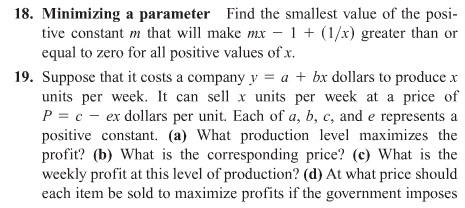 18. Minimizing a parameter Find the smallest value of the posi-
tive constant m that will make mx − 1 + (1/x) greater than or
equal to zero for all positive values of x.
19. Suppose that it costs a company y = a + bx dollars to produce x
units per week. It can sell x units per week at a price of
P = c − ex dollars per unit. Each of a, b, c, and e represents a
positive constant. (a) What production level maximizes the
profit? (b) What is the corresponding price? (c) What is the
weekly profit at this level of production? (d) At what price should
each item be sold to maximize profits if the government imposes